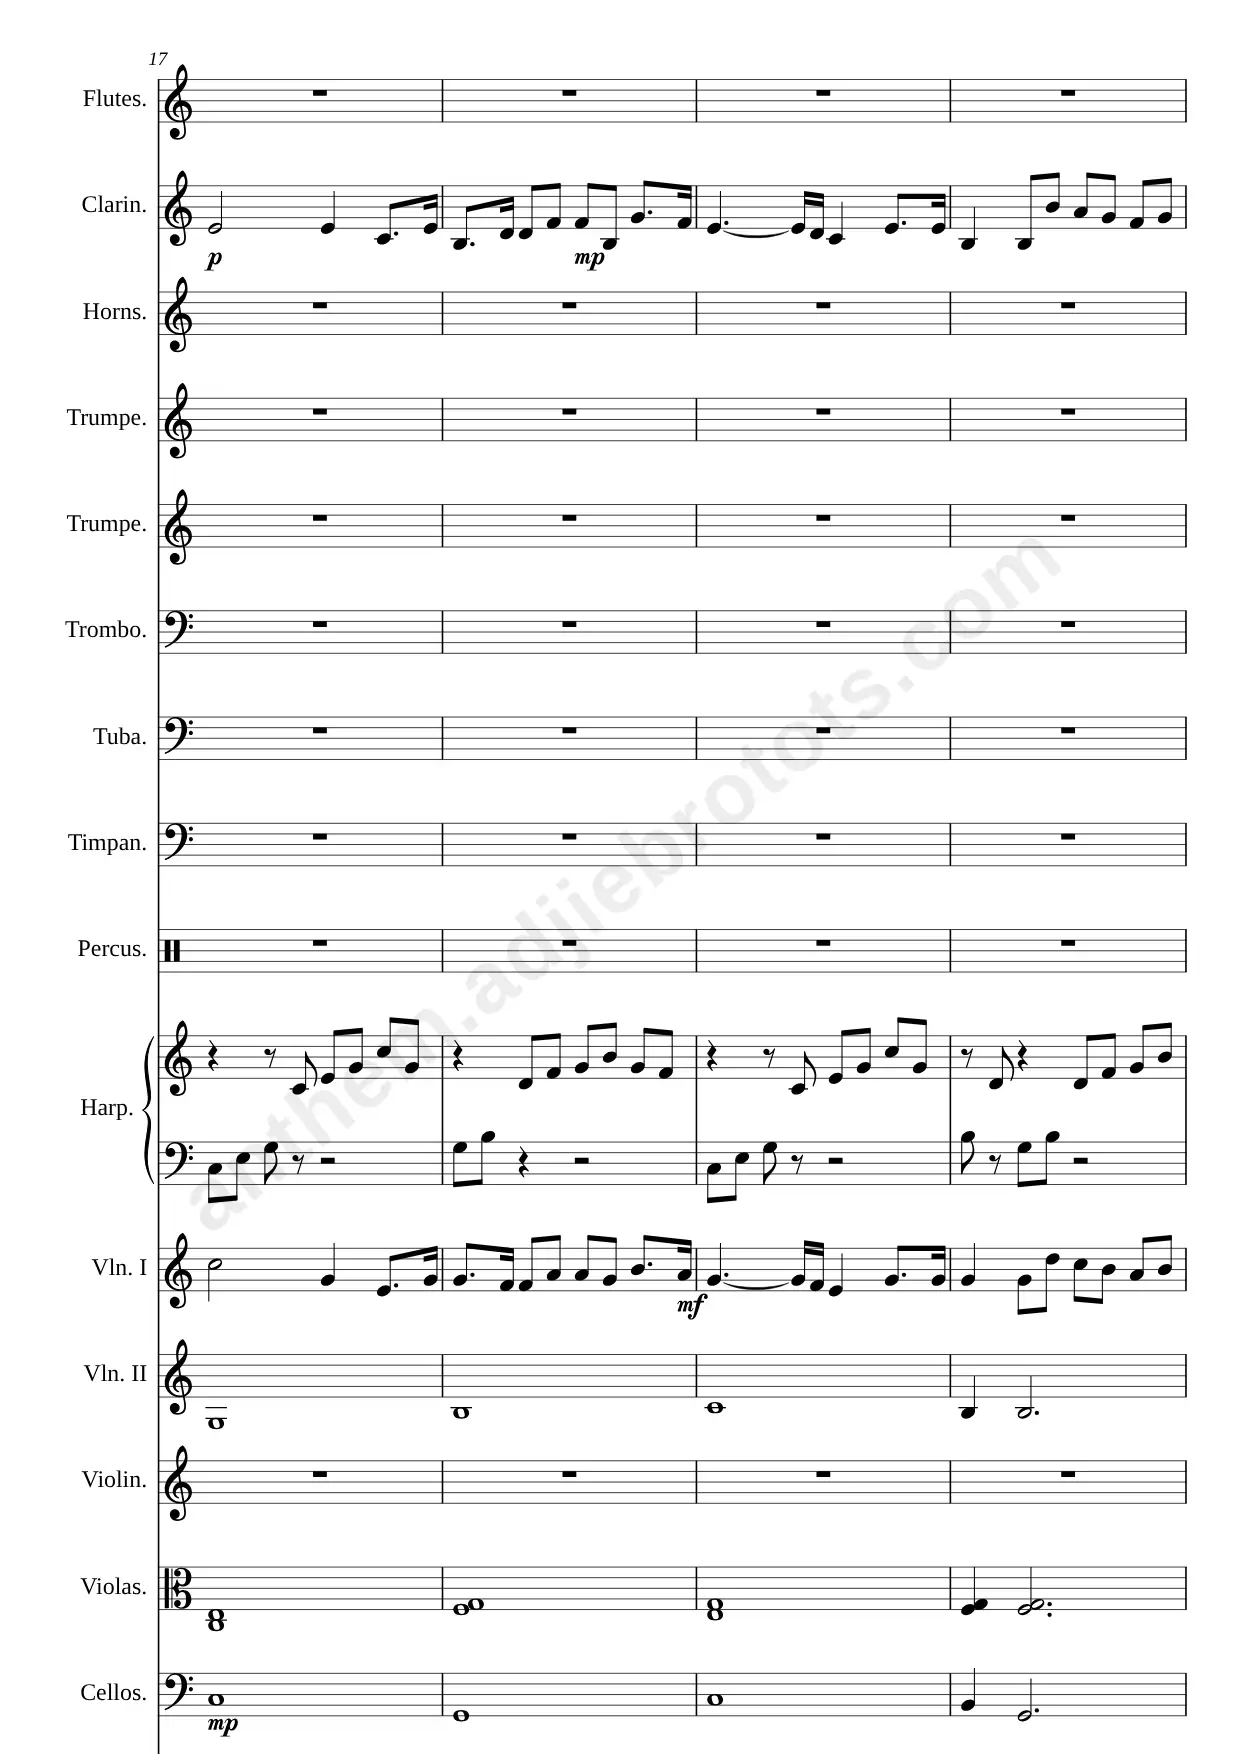 17
Flutes.
Clarin.
p
mp
Horns.
Trumpe.
Trumpe.
Trombo.
Tuba.
Timpan.
Percus.
Harp.
Vln. I
mf
Vln. II
Violin.
Violas.
Cellos.
mp
anthem.adjiebrotots.com